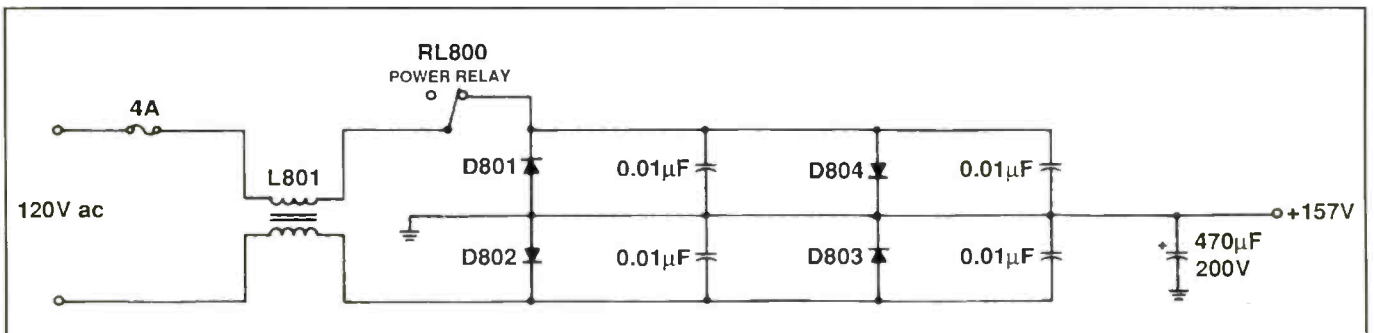 RL800
POWER RELAY
4A
L801
120V ac
D801
0.01µF
D804
0.01µF
D802
0.01µF
D803
0.01µF
+157V
+
470µF
200V